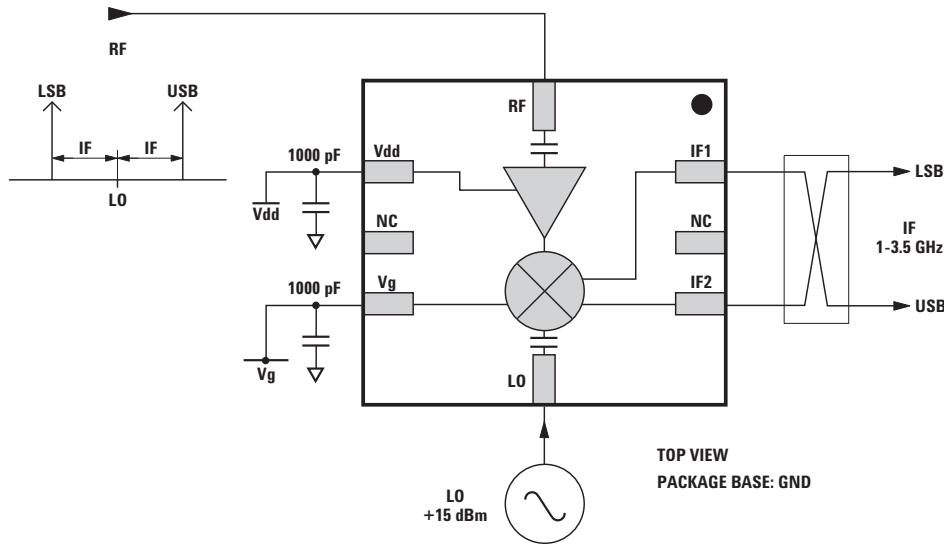 RF
LSB
USB
IF
IF
LO
1000 pF
Vdd
Vdd
NC
1000 pF
Vg
Vg
RF
IF1
NC
IF2
LO
LSB
IF
1-3.5 GHz
USB
LO
+15 dBm
TOP VIEW
PACKAGE BASE: GND